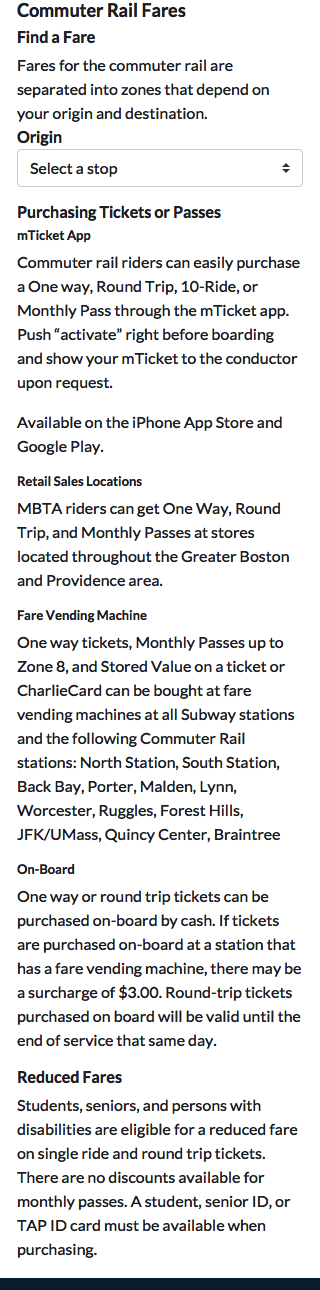 Commuter Rail Fares
Find a Fare
Fares for the commuter rail are
separated into zones that depend on
your origin and destination.
Origin
Select a stop
Purchasing Tickets or Passes
mTicket App
Commuter rail riders can easily purchase
a One way, Round Trip, 10-Ride, or
Monthly Pass through the mTicket app.
Push “activate” right before boarding
and show your mTicket to the conductor
upon request.
Available on the iPhone App Store and
Google Play.
Retail Sales Locations
MBTA riders can get One Way, Round
Trip, and Monthly Passes at stores
located throughout the Greater Boston
and Providence area.
Fare Vending Machine
One way tickets, Monthly Passes up to
Zone 8, and Stored Value on a ticket or
CharlieCard can be bought at fare
vending machines at all Subway stations
and the following Commuter Rail
stations: North Station, South Station,
Back Bay, Porter, Malden, Lynn,
Worcester, Ruggles, Forest Hills,
JFK/UMass, Quincy Center, Braintree
On-Board
One way or round trip tickets can be
purchased on-board by cash. If tickets
are purchased on-board at a station that
has a fare vending machine, there may be
a surcharge of $3.00. Round-trip tickets
purchased on board will be valid until the
end of service that same day.
Reduced Fares
Students, seniors, and persons with
disabilities are eligible for a reduced fare
on single ride and round trip tickets.
There are no discounts available for
monthly passes. A student, senior ID, or
TAP ID card must be available when
purchasing.